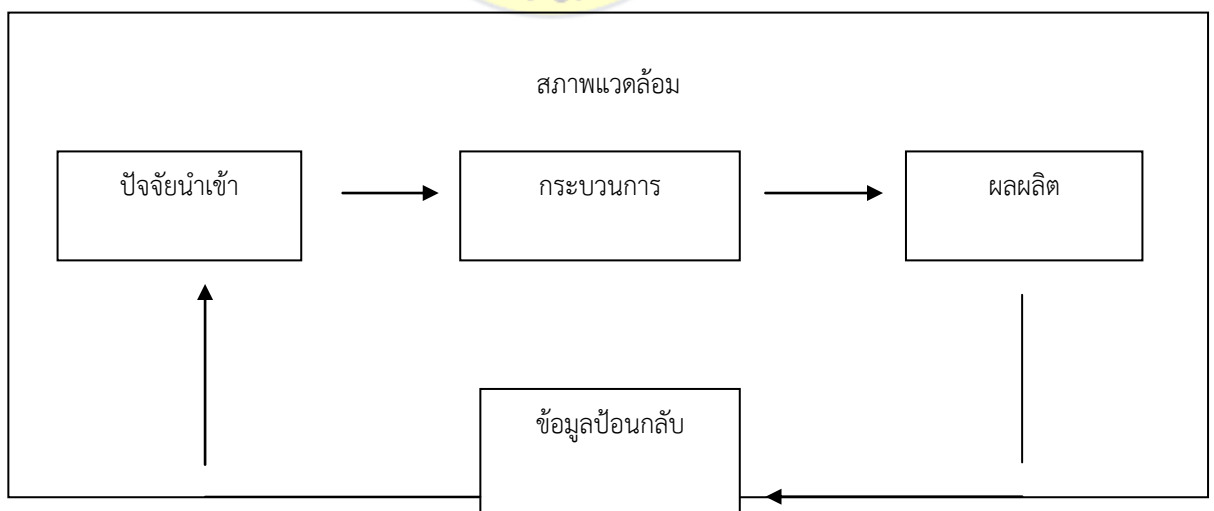 สภาพแวดล้อม
ปัจจัยนำเข้า
กระบวนการ
ผลผลิต
ข้อมูลป้อนกลับ